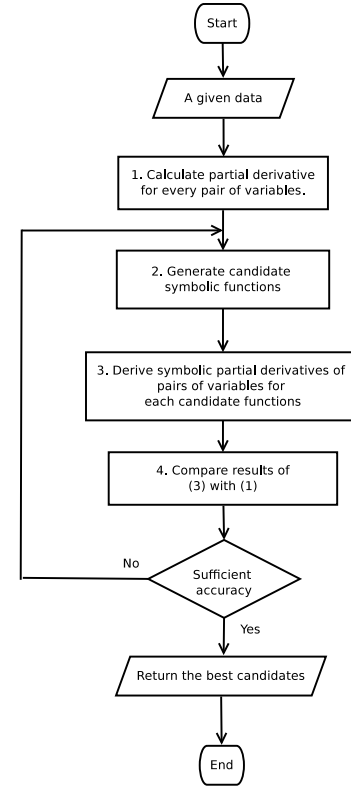 Start
A given data
1. Calculate partial derivative
for every pair of variables.
2. Generate candidate
symbolic functions
3. Derive symbolic partial derivatives of
pairs of variables for
each candidate functions
4. Compare results of
(3) with (1)
No
Sufficient
accuracy
Yes
Return the best candidates
End